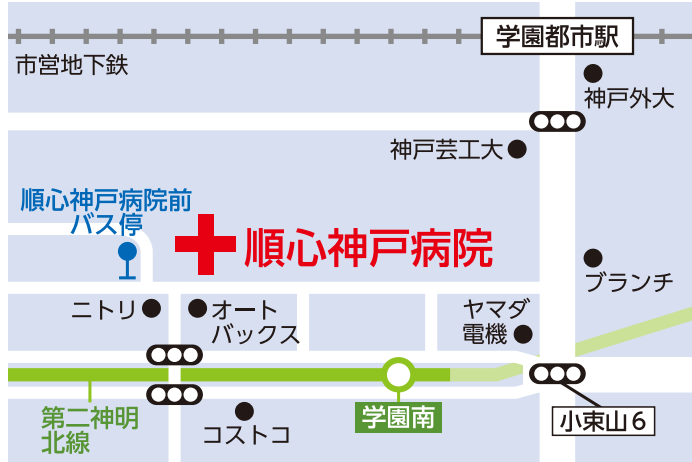 学園都市駅
市営地下鉄
神戸外大
神戸芸工大
順心神戸病院前
バス停
順心神戸病院
ブランチ
ニトリ
オート
バックス
ヤマダ
電機
学園南
小束山6
第二神明
北線
コストコ